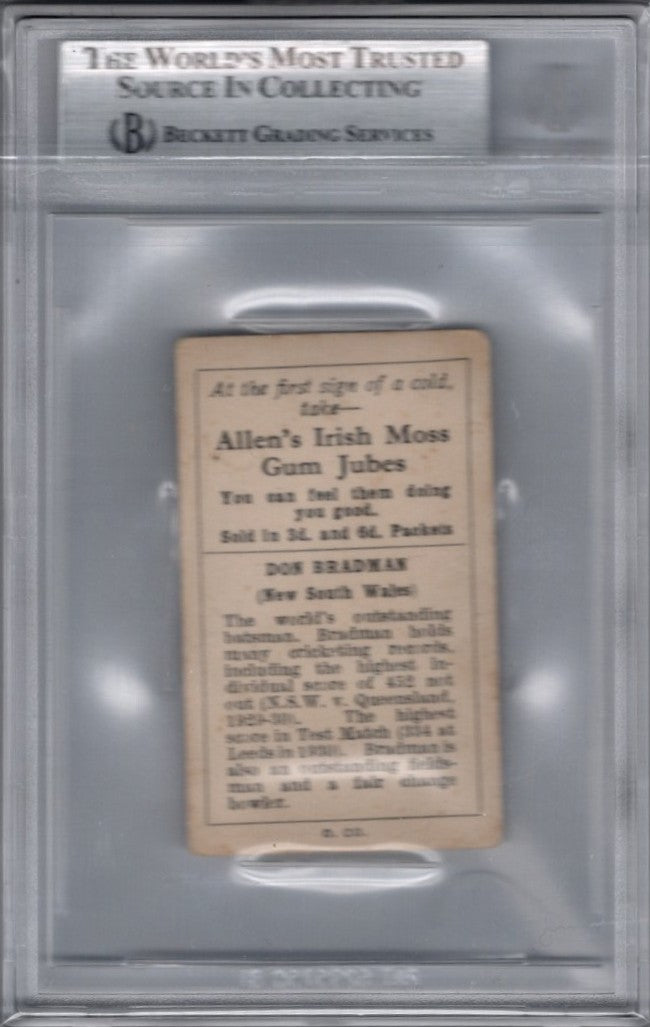 THE WORLD'S MOST TRUSTED
SOURCE IN COLLECTING
B BECKETT GRADING SERVICES
At the first sign of a cold,
take—
Allen's Irish Moss
Gum Jubes
You can feel them doing
you good.
Sold in 3d. and 6d. Packets
DON BRADMAN
(New South Wales)
The world's outstanding
batsman. Bradman holds
many cricketing records,
including the highest in-
dividual score of 452 not
out (N.S.W. v. Queensland,
1929-30). The highest
score in Test Match (334 at
Leeds in 1930). Bradman is
also an outstanding fields-
man and a fair change
bowler.